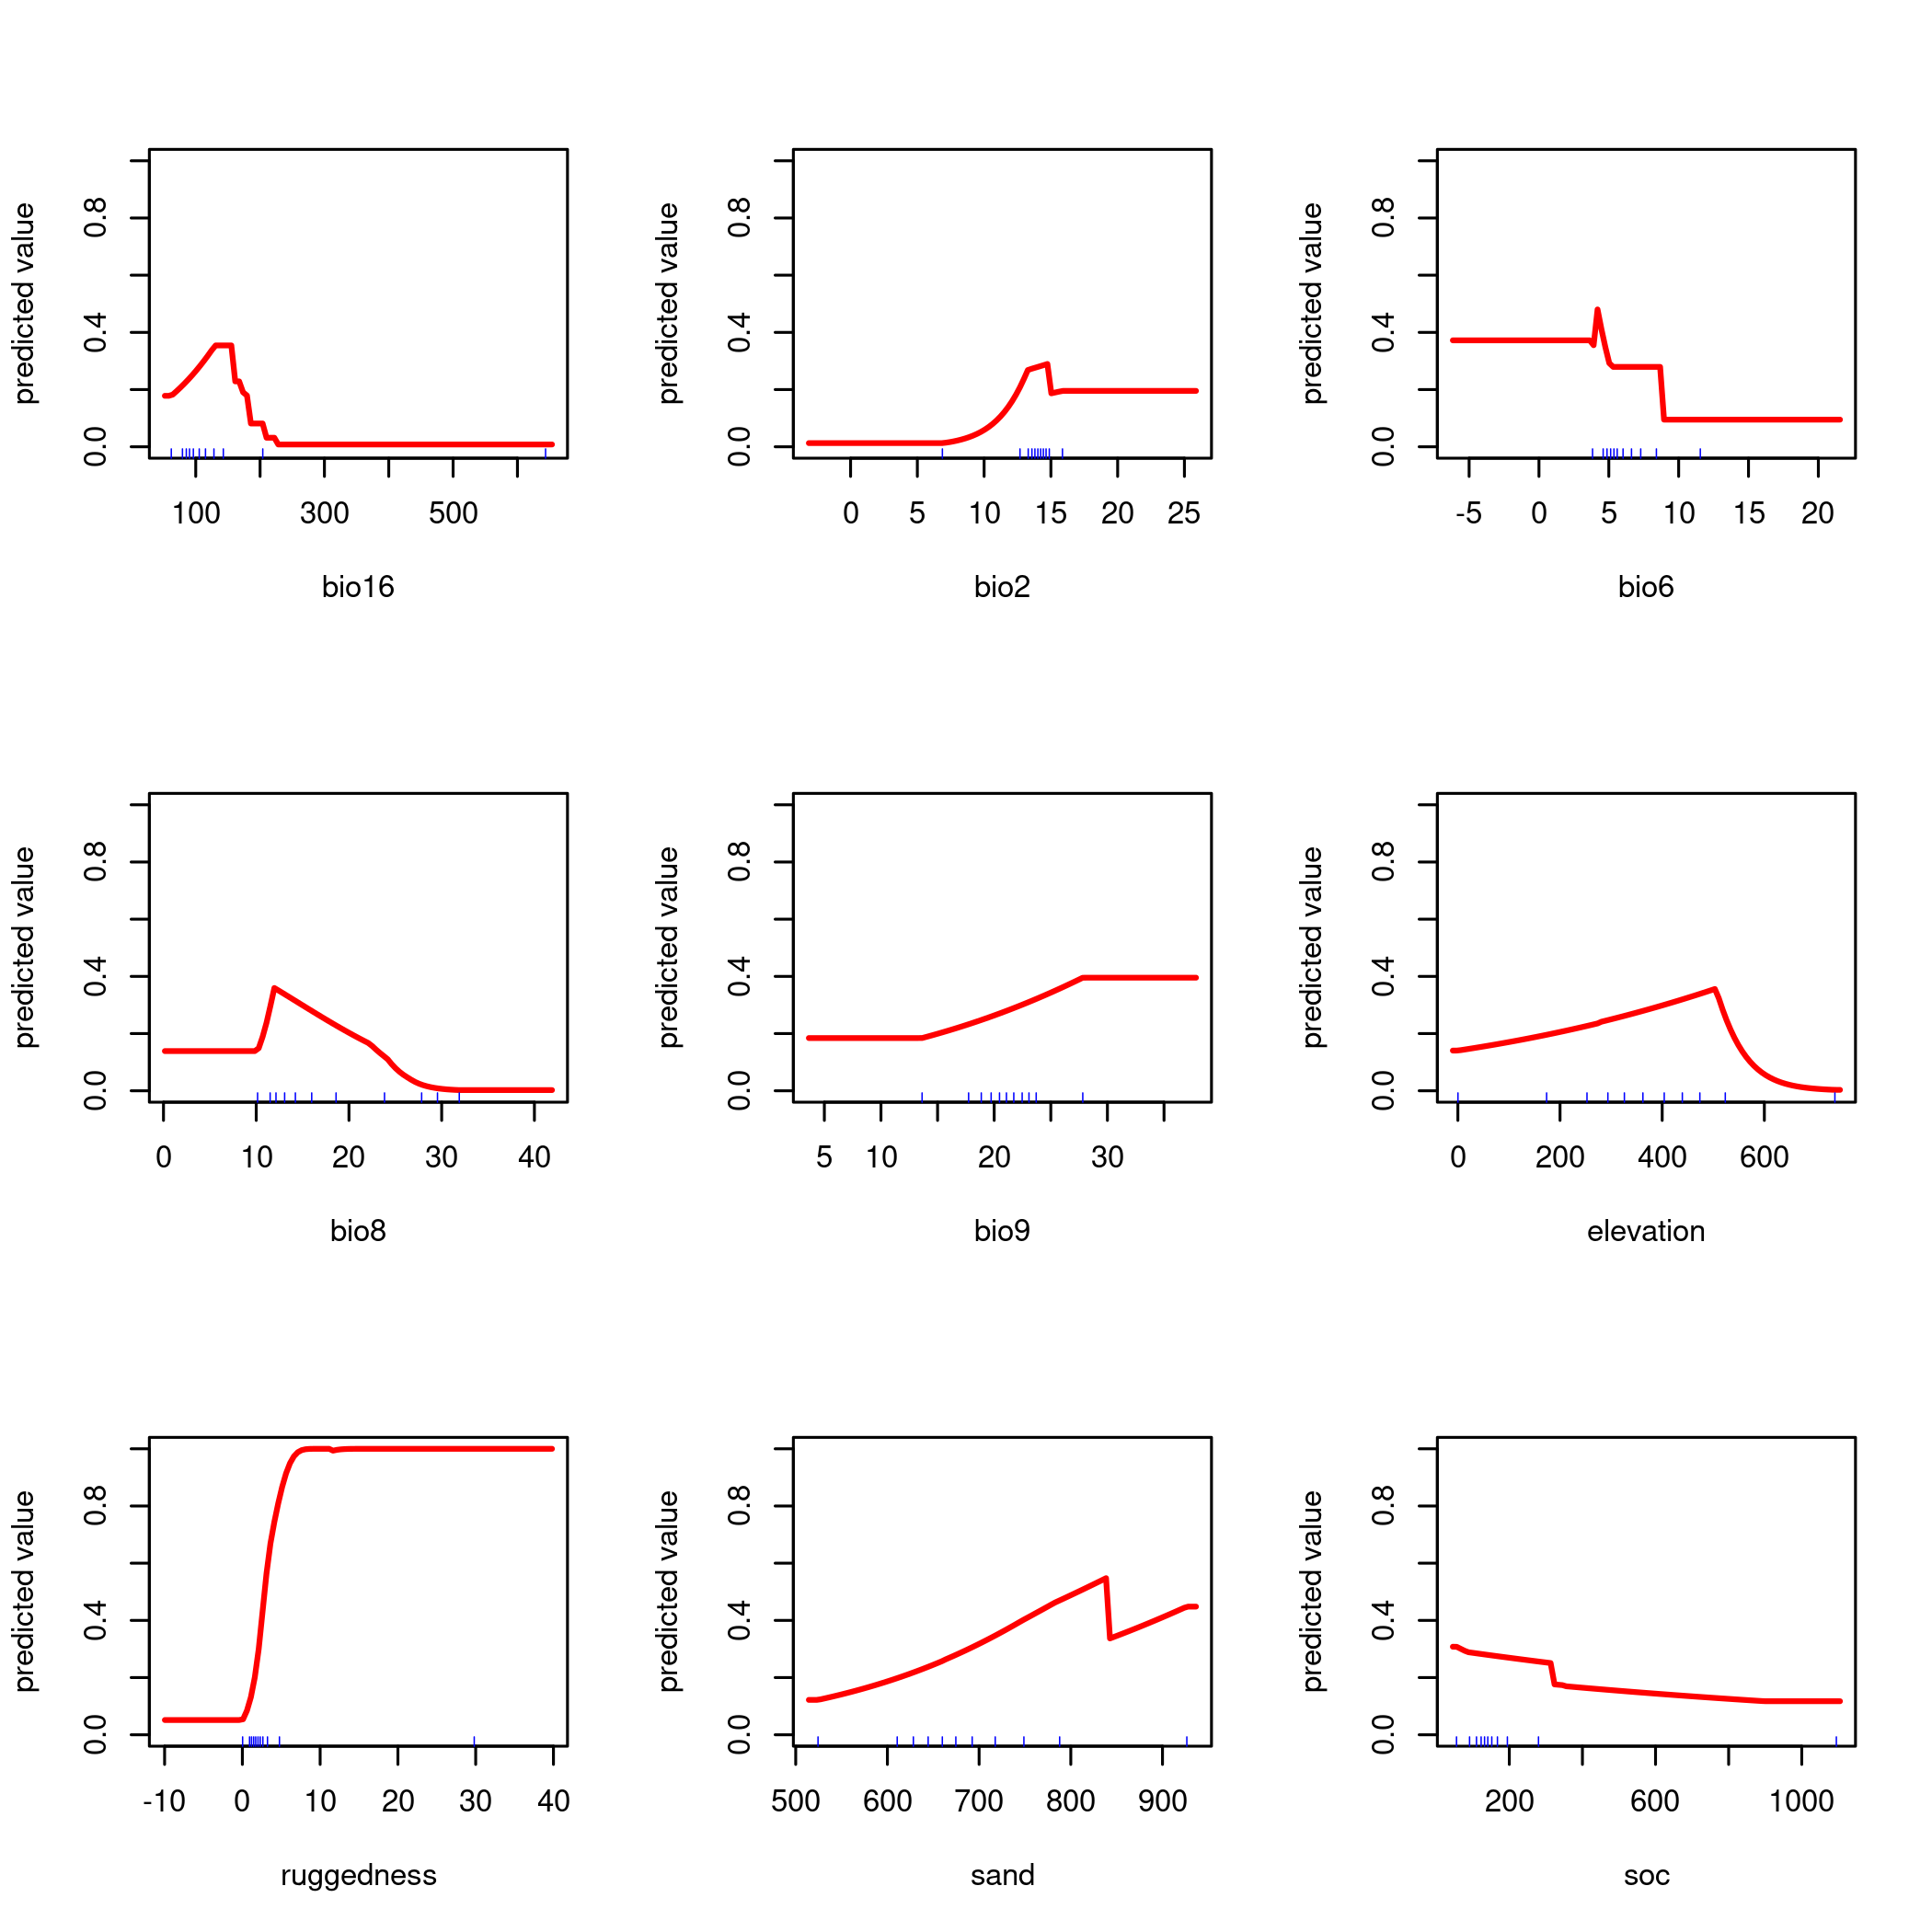 predicted value
0.0 0.4 0.8
100 300 500
bio16
predicted value
0.0 0.4 0.8
0 5 10 15 20 25
bio2
predicted value
0.0 0.4 0.8
-5 0 5 10 15 20
bio6
predicted value
0.0 0.4 0.8
0 10 20 30 40
bio8
predicted value
0.0 0.4 0.8
5 10 20 30
bio9
predicted value
0.0 0.4 0.8
0 200 400 600
elevation
predicted value
0.0 0.4 0.8
-10 0 10 20 30 40
ruggedness
predicted value
0.0 0.4 0.8
500 600 700 800 900
sand
predicted value
0.0 0.4 0.8
200 600 1000
soc